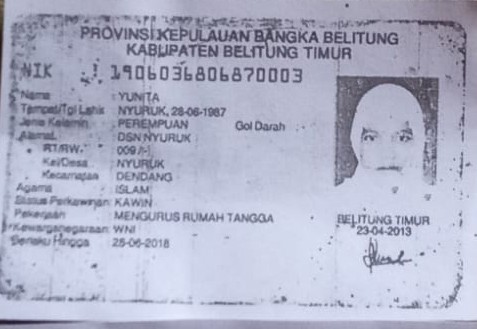 PROVINSI KEPULAUAN BANGKA BELITUNG
KABUPATEN BELITUNG TIMUR
NIK : 1906036806870003
Nama : YUNITA
Tempat/Tgl Lahir : NYURUK, 28-06-1987
Jenis Kelamin : PEREMPUAN Gol Darah
Alamat : DSN NYURUK
RT/RW : 009 /-
Kel/Desa : NYURUK
Kecamatan : DENDANG
Agama : ISLAM
Status Perkawinan: KAWIN
Pekerjaan : MENGURUS RUMAH TANGGA
Kewarganegaraan: WNI
Berlaku Hingga : 28-06-2018
BELITUNG TIMUR
23-04-2013